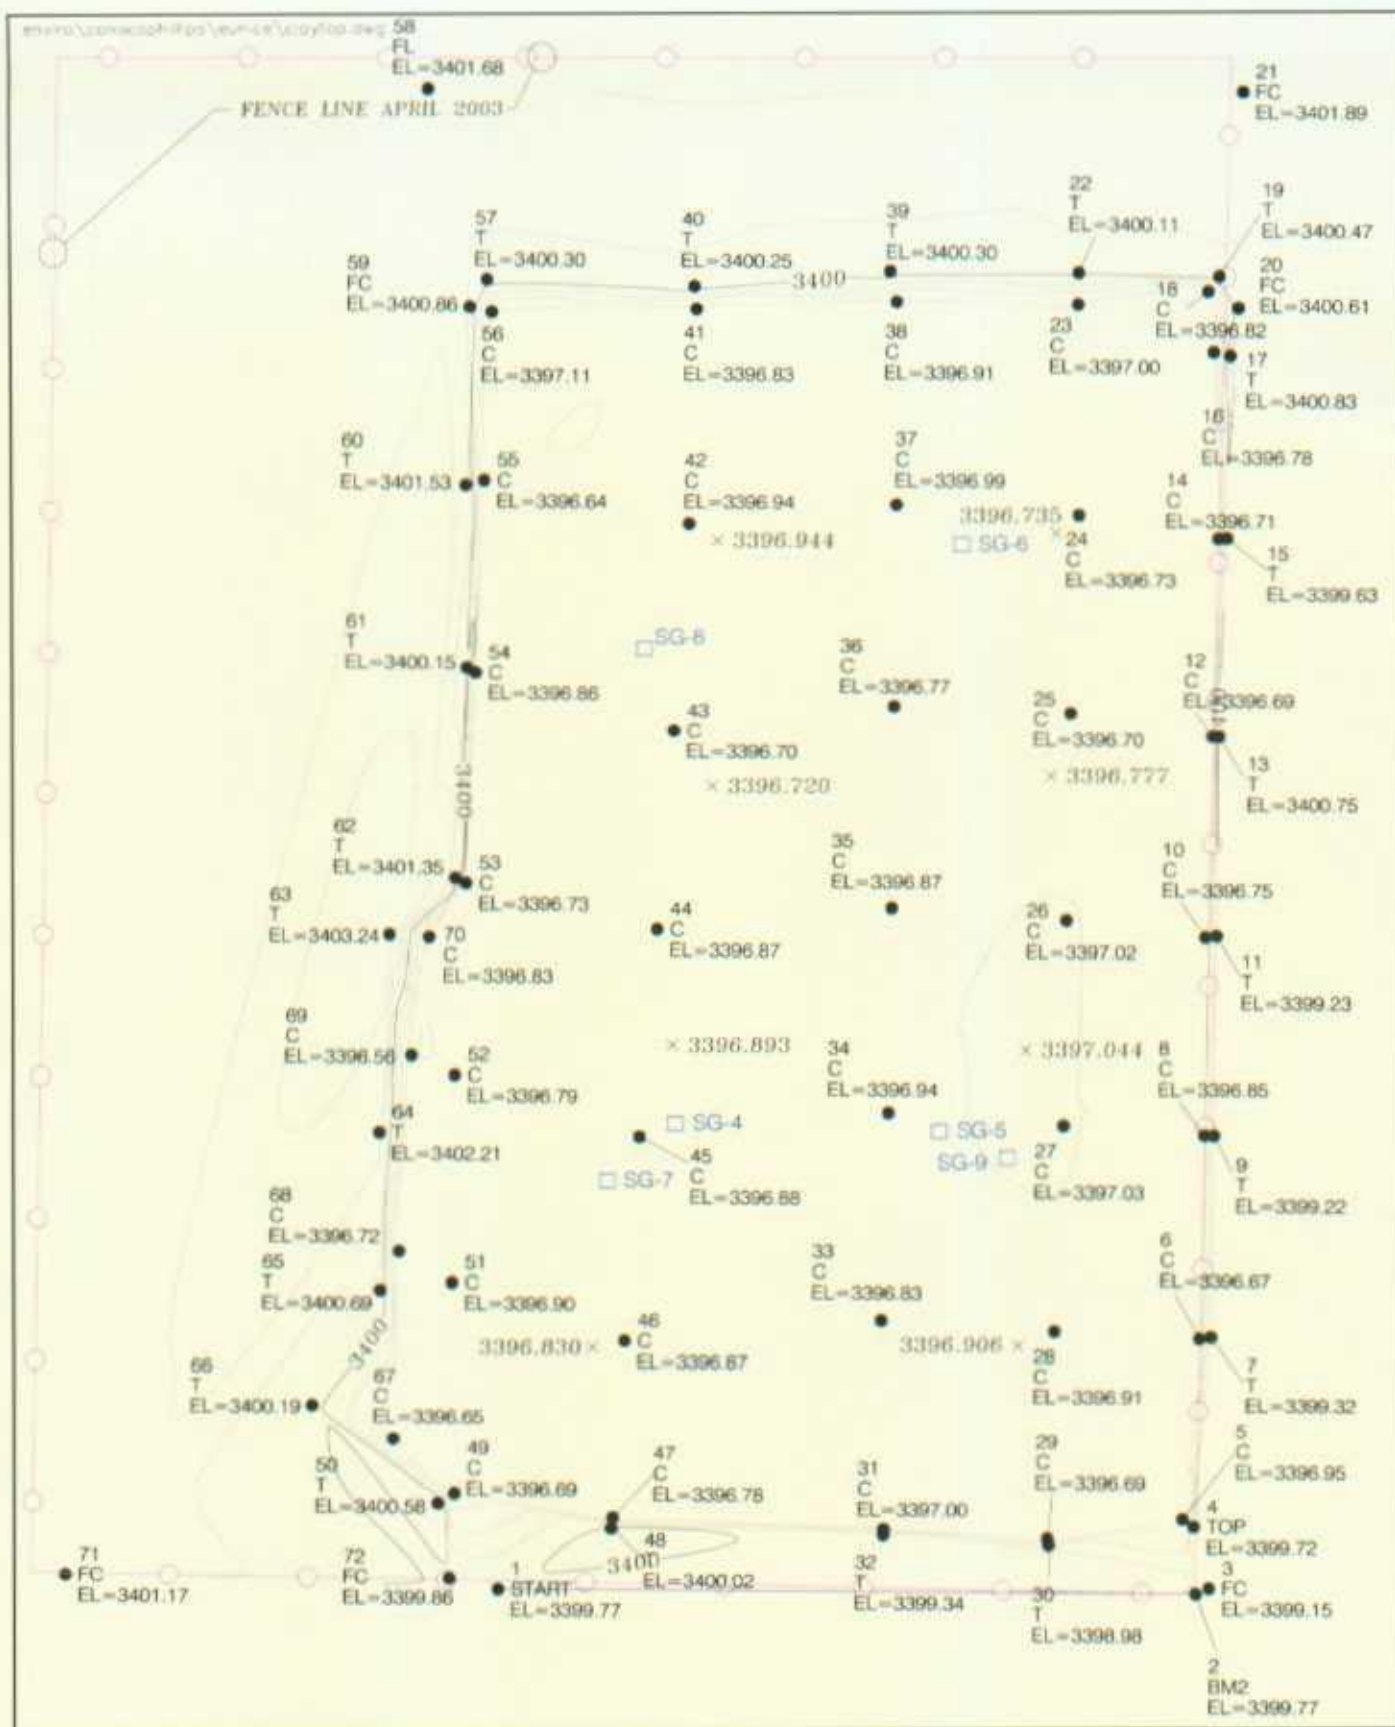 58
FL
EL=3401.68
FENCE LINE APRIL 2003
21
FC
EL=3401.89
57
T
EL=3400.30
40
T
EL=3400.25
39
T
EL=3400.30
22
T
EL=3400.11
19
T
EL=3400.47
59
FC
EL=3400.86
3400
18
C
EL=3396.82
20
FC
EL=3400.61
56
C
EL=3397.11
41
C
EL=3396.83
38
C
EL=3396.91
23
C
EL=3397.00
17
T
EL=3400.83
60
T
EL=3401.53
55
C
EL=3396.64
42
C
EL=3396.94
× 3396.944
37
C
EL=3396.99
3396.735
×
SG-6
24
C
EL=3396.73
16
C
EL=3396.78
14
C
EL=3396.71
15
T
EL=3399.63
61
T
EL=3400.15
54
C
EL=3396.86
SG-8
36
C
EL=3396.77
12
C
EL=3396.69
43
C
EL=3396.70
× 3396.720
25
C
EL=3396.70
× 3396.777
13
T
EL=3400.75
3400
62
T
EL=3401.35
53
C
EL=3396.73
35
C
EL=3396.87
10
C
EL=3396.75
63
T
EL=3403.24
70
C
EL=3396.83
44
C
EL=3396.87
26
C
EL=3397.02
11
T
EL=3399.23
69
C
EL=3396.56
52
C
EL=3396.79
× 3396.893
34
C
EL=3396.94
× 3397.044
8
C
EL=3396.85
64
T
EL=3402.21
SG-4
SG-5
SG-9
SG-7
45
C
EL=3396.88
27
C
EL=3397.03
9
T
EL=3399.22
68
C
EL=3396.72
65
T
EL=3400.69
51
C
EL=3396.90
33
C
EL=3396.83
6
C
EL=3396.67
3400
3396.830 ×
46
C
EL=3396.87
3396.906 ×
28
C
EL=3396.91
7
T
EL=3399.32
66
T
EL=3400.19
67
C
EL=3396.65
50
T
EL=3400.58
49
C
EL=3396.69
47
C
EL=3396.78
31
C
EL=3397.00
29
C
EL=3396.69
5
C
EL=3396.95
4
TOP
EL=3399.72
71
FC
EL=3401.17
72
FC
EL=3399.86
1
START
EL=3399.77
3400
48
T
EL=3400.02
32
T
EL=3399.34
30
T
EL=3398.98
3
FC
EL=3399.15
2
BM2
EL=3399.77